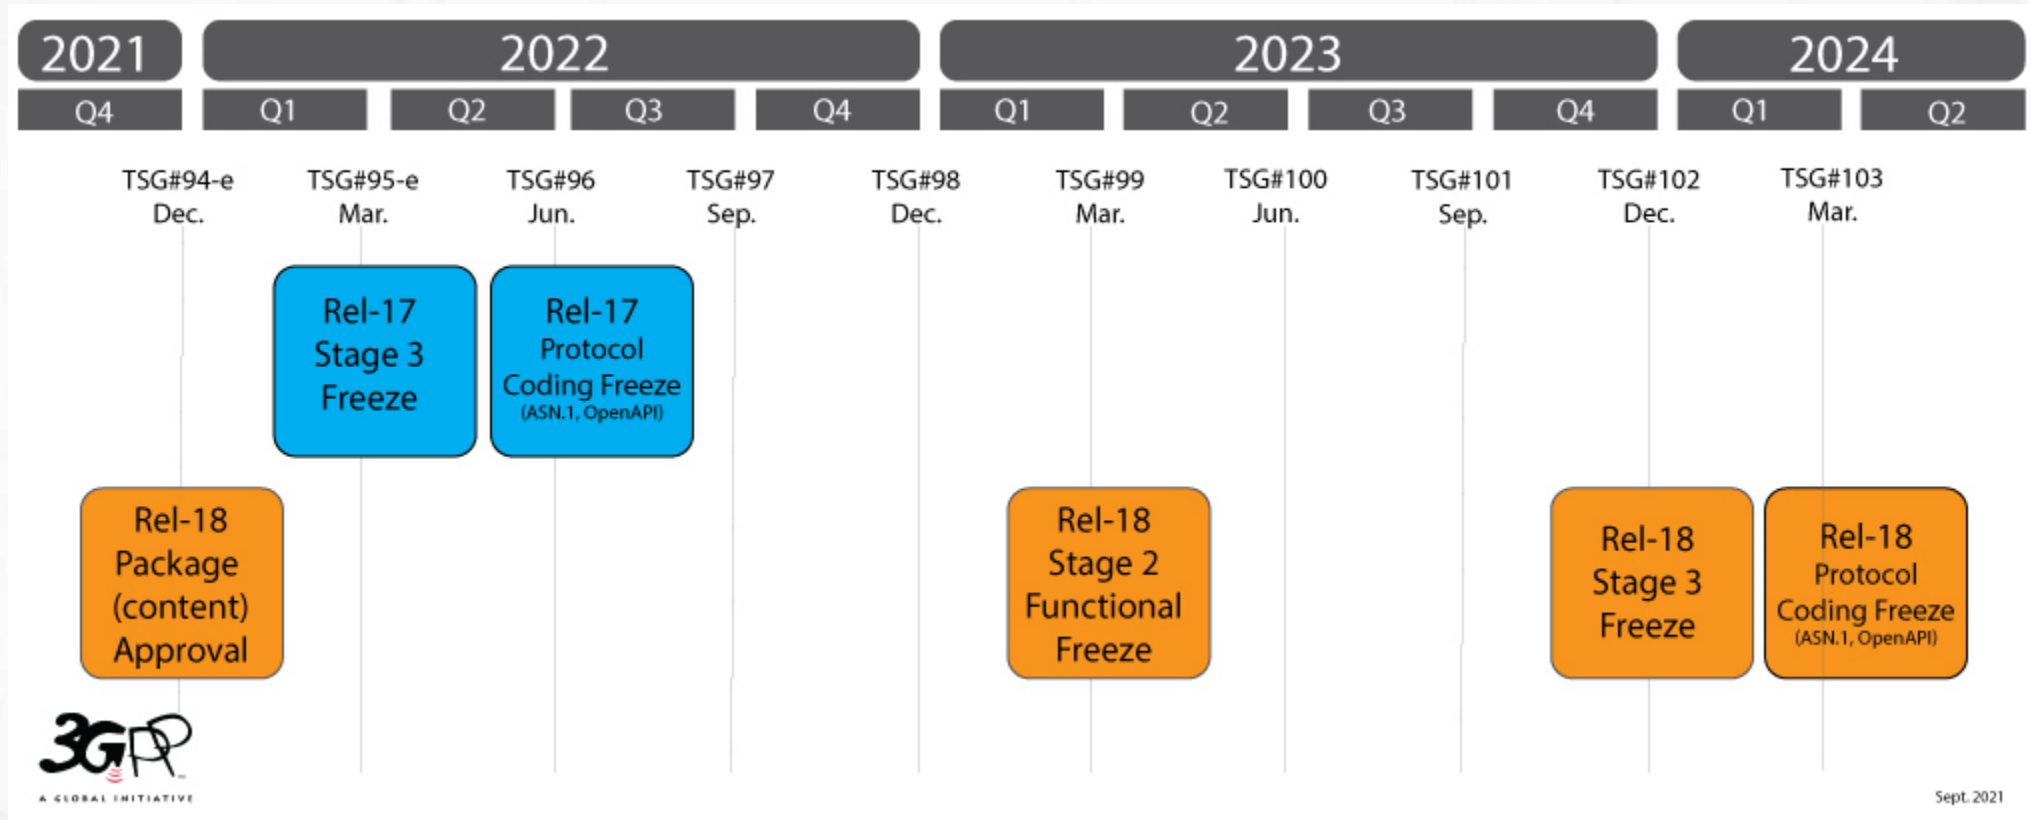 2021 2022 2023 2024
Q4 Q1 Q2 Q3 Q4 Q1 Q2 Q3 Q4 Q1 Q2
TSG#94-e TSG#95-e TSG#96 TSG#97 TSG#98 TSG#99 TSG#100 TSG#101 TSG#102 TSG#103
Dec. Mar. Jun. Sep. Dec. Mar. Jun. Sep. Dec. Mar.
Rel-17
Stage 3
Freeze
Rel-17
Protocol
Coding Freeze
(ASN.1, OpenAPI)
Rel-18
Package
(content)
Approval
Rel-18
Stage 2
Functional
Freeze
Rel-18
Stage 3
Freeze
Rel-18
Protocol
Coding Freeze
(ASN.1, OpenAPI)
3GPP
TM
A GLOBAL INITIATIVE
Sept. 2021